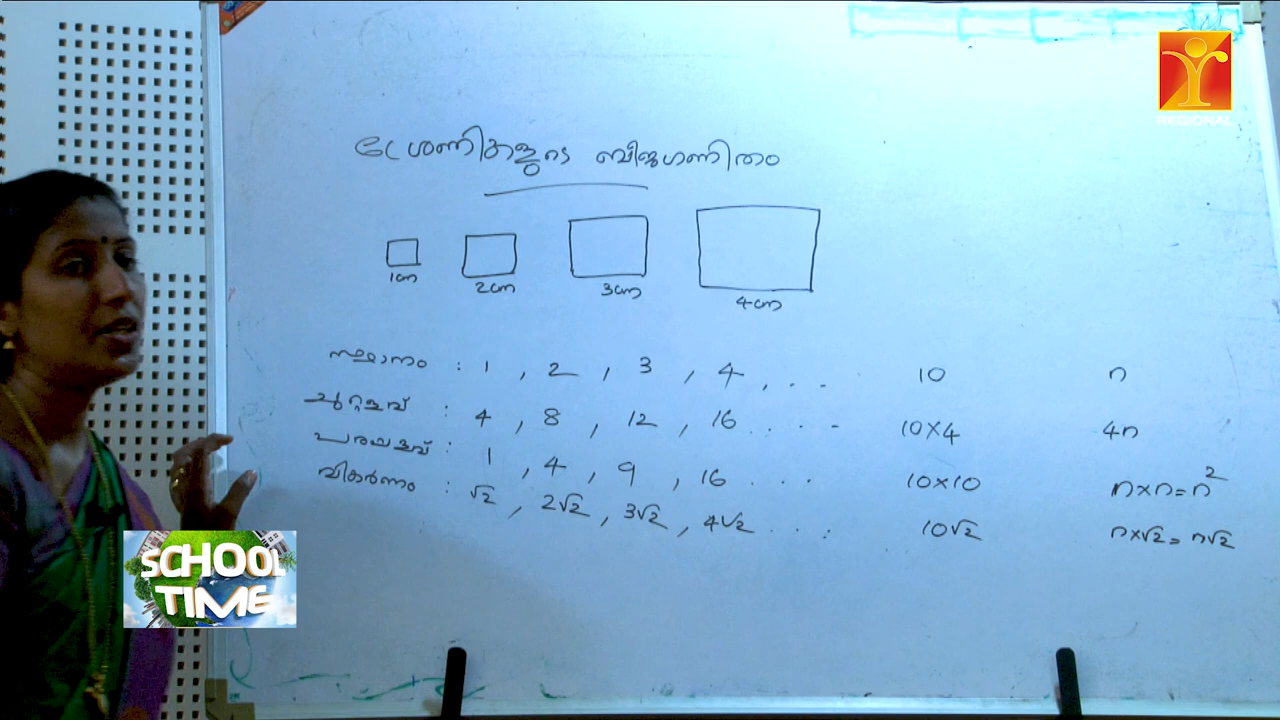 REGIONAL
ശ്രേണികളുടെ ബീജഗണിതം
1cm 2cm 3cm 4cm
സ്ഥാനം : 1 , 2 , 3 , 4 , . . . 10 n
ചുറ്റളവ് : 4 , 8 , 12 , 16 . . . . 10×4 4n
പരപ്പളവ് : 1 , 4 , 9 , 16 . . . 10×10 n×n=n²
വികർണം : √2 , 2√2 , 3√2 , 4√2 . . . 10√2 n×√2= n√2
SCHOOL
TIME